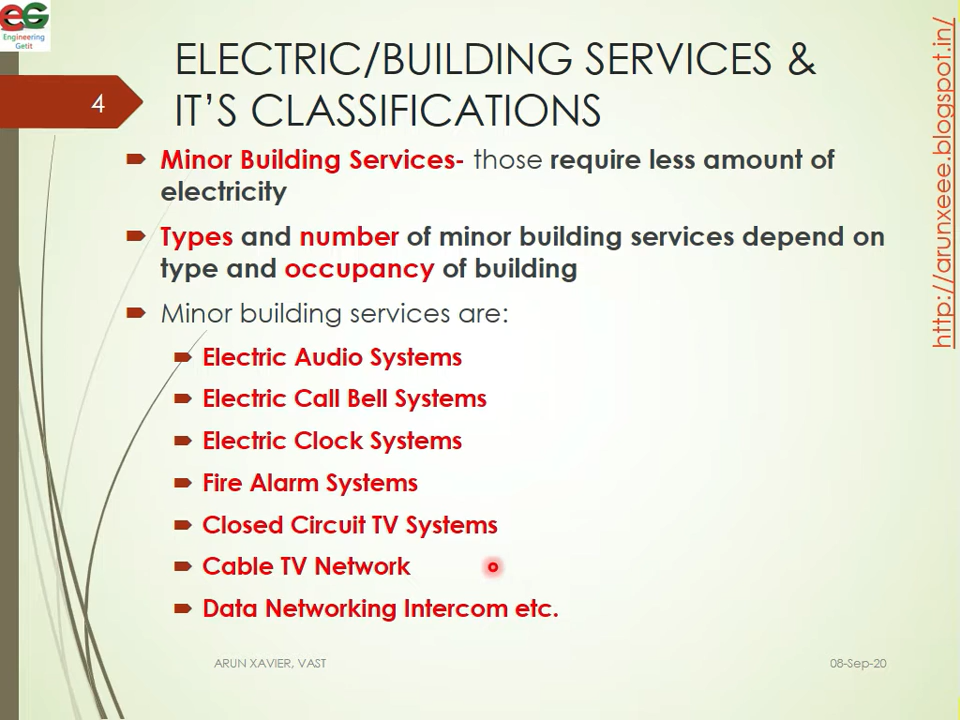 EG
Engineering
Getit
ELECTRIC/BUILDING SERVICES &
IT’S CLASSIFICATIONS
4
Minor Building Services- those require less amount of
electricity
Types and number of minor building services depend on
type and occupancy of building
Minor building services are:
Electric Audio Systems
Electric Call Bell Systems
Electric Clock Systems
Fire Alarm Systems
Closed Circuit TV Systems
Cable TV Network
Data Networking Intercom etc.
ARUN XAVIER, VAST
08-Sep-20
http://arunxeee.blogspot.in/